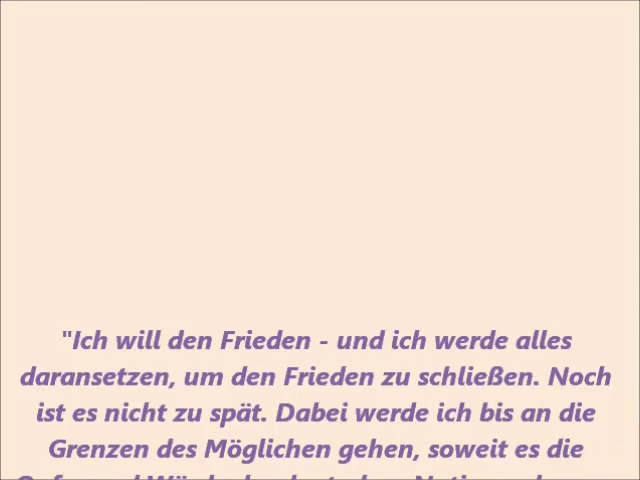 "Ich will den Frieden - und ich werde alles
daransetzen, um den Frieden zu schließen. Noch
ist es nicht zu spät. Dabei werde ich bis an die
Grenzen des Möglichen gehen, soweit es die